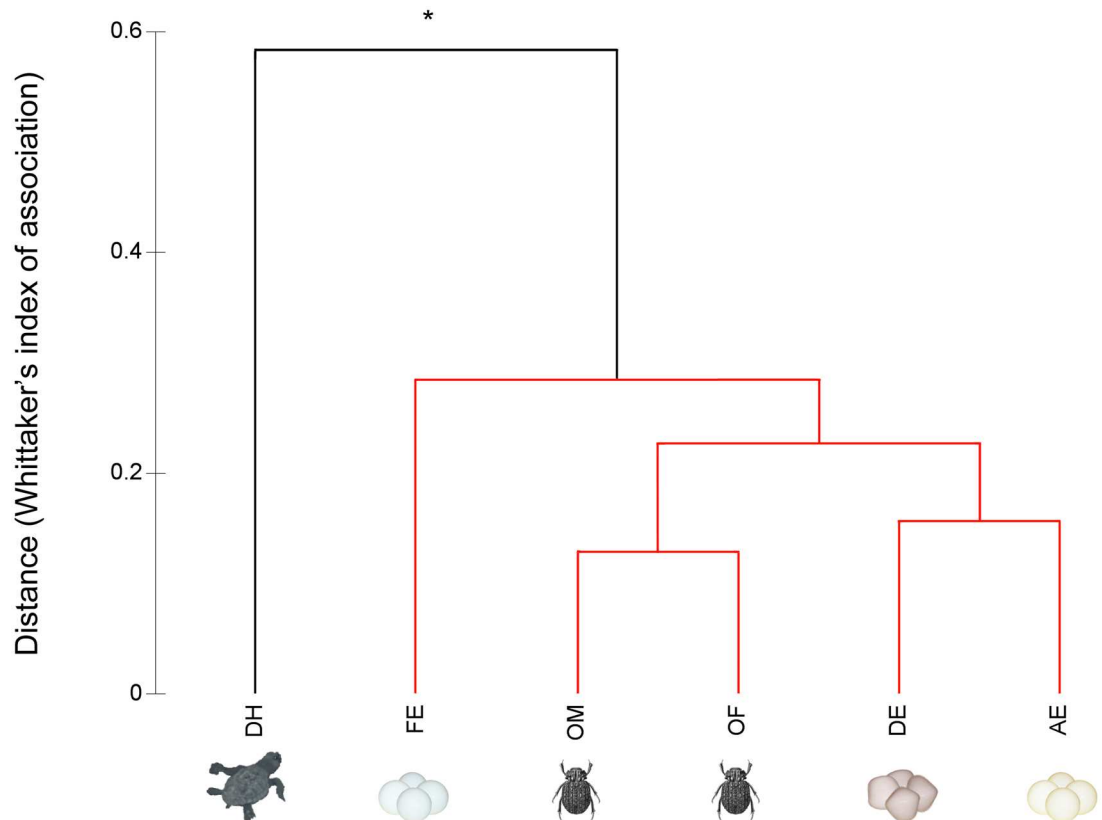 *
0.6
0.4
0.2
0
Distance (Whittaker's index of association)
DH
FE
OM
OF
DE
AE